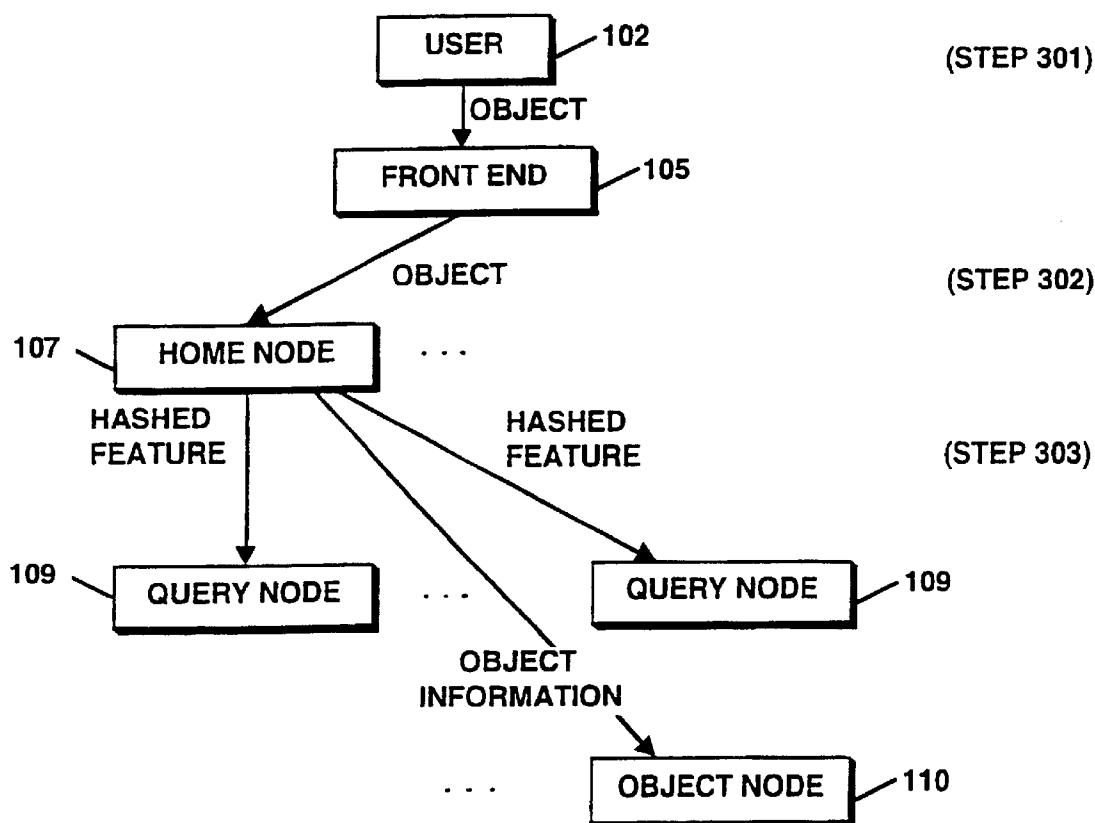 USER
102
(STEP 301)
OBJECT
FRONT END
105
OBJECT
(STEP 302)
107
HOME NODE
. . .
HASHED
FEATURE
HASHED
FEATURE
(STEP 303)
109
QUERY NODE
. . .
QUERY NODE
109
OBJECT
INFORMATION
. . .
OBJECT NODE
110